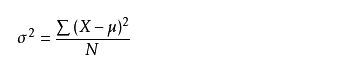 σ² = ∑ (X – μ)² / N